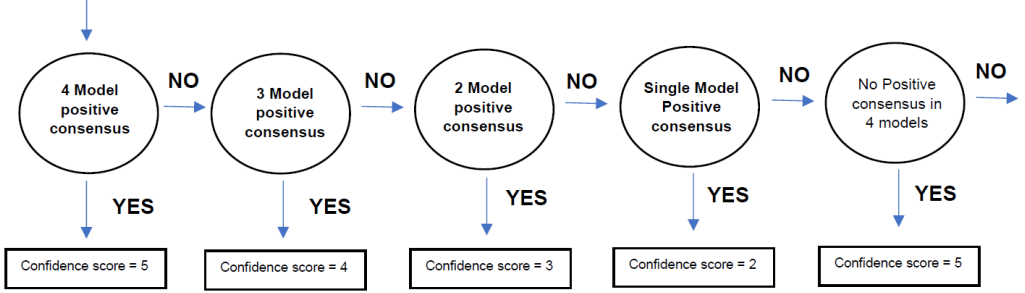 4 Model
positive
consensus
NO
3 Model
positive
consensus
NO
2 Model
positive
consensus
NO
Single Model
Positive
consensus
NO
No Positive
consensus in
4 models
NO
YES
YES
YES
YES
YES
Confidence score = 5
Confidence score = 4
Confidence score = 3
Confidence score = 2
Confidence score = 5